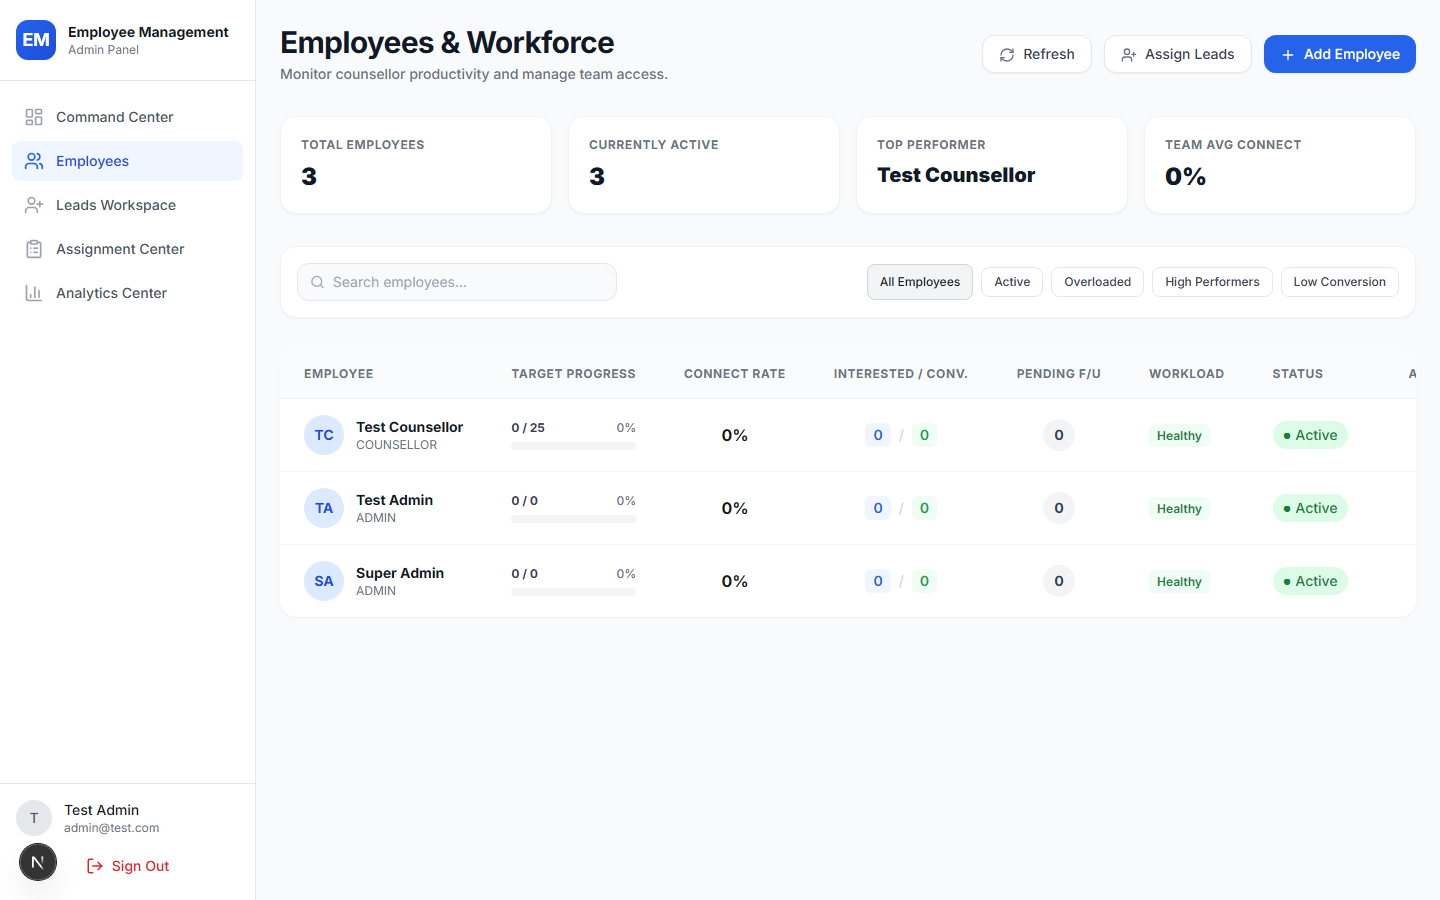 EM
Employee Management
Admin Panel
Command Center
Employees
Leads Workspace
Assignment Center
Analytics Center
T
Test Admin
admin@test.com
N
Sign Out
Employees & Workforce
Monitor counsellor productivity and manage team access.
Refresh
Assign Leads
Add Employee
TOTAL EMPLOYEES
3
CURRENTLY ACTIVE
3
TOP PERFORMER
Test Counsellor
TEAM AVG CONNECT
0%
Search employees...
All Employees
Active
Overloaded
High Performers
Low Conversion
EMPLOYEE TARGET PROGRESS CONNECT RATE INTERESTED / CONV. PENDING F/U WORKLOAD STATUS A
TC Test Counsellor 0 / 25 0% 0% 0 / 0 0 Healthy Active
COUNSELLOR
TA Test Admin 0 / 0 0% 0% 0 / 0 0 Healthy Active
ADMIN
SA Super Admin 0 / 0 0% 0% 0 / 0 0 Healthy Active
ADMIN